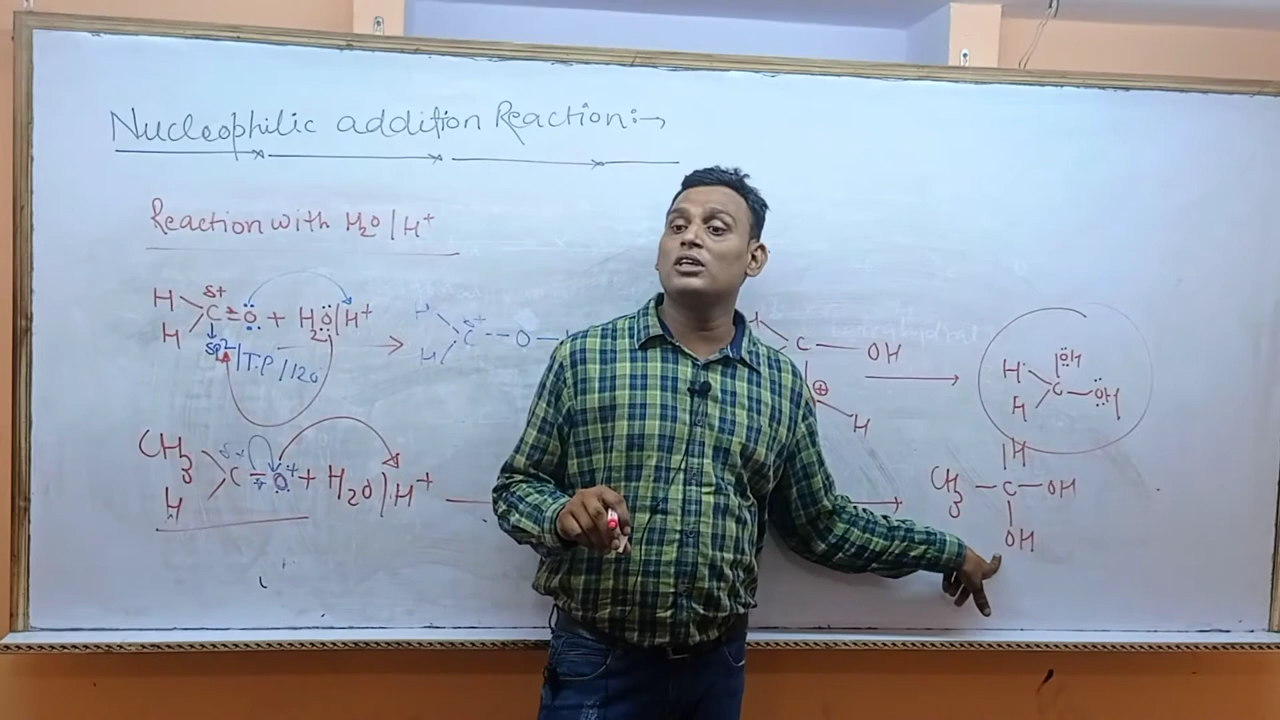 Nucleophilic addition Reaction:→
Reaction with H2O/H+
H H C δ+ = O + H2O/H+ →
sp2/T.P/120
H H C δ+ -- O —
C — OH
⊕
H
→
H H C OH OH
CH3 H C δ+ = O + H2O/H+
→
H
CH3 — C — OH
OH